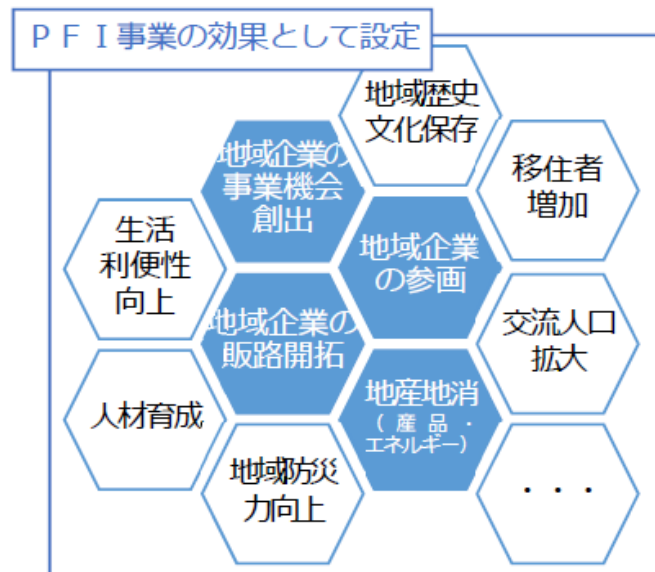 ＰＦＩ事業の効果として設定
地域歴史
文化保存
地域企業の
事業機会
創出
移住者
増加
生活
利便性
向上
地域企業
の参画
地域企業の
販路開拓
交流人口
拡大
人材育成
地産地消
（産品・
エネルギー）
地域防災
力向上
・・・